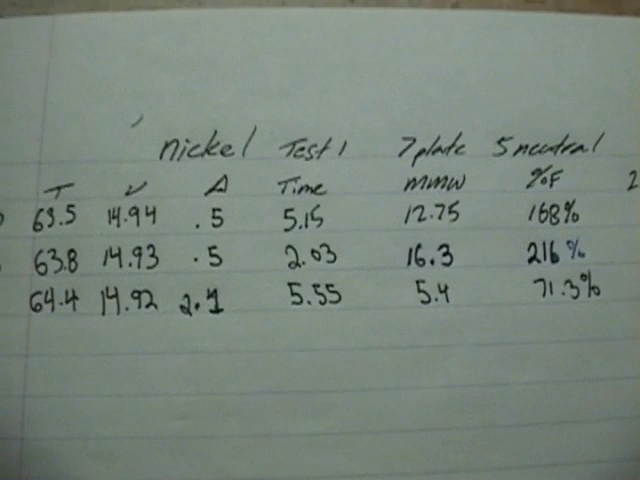 nickel Test 1 7 plate 5 neutral
T V A Time MMW %F 2
63.5 14.94 .5 5.15 12.75 168%
63.8 14.93 .5 2.03 16.3 216%
64.4 14.92 2.1 5.55 5.4 71.3%